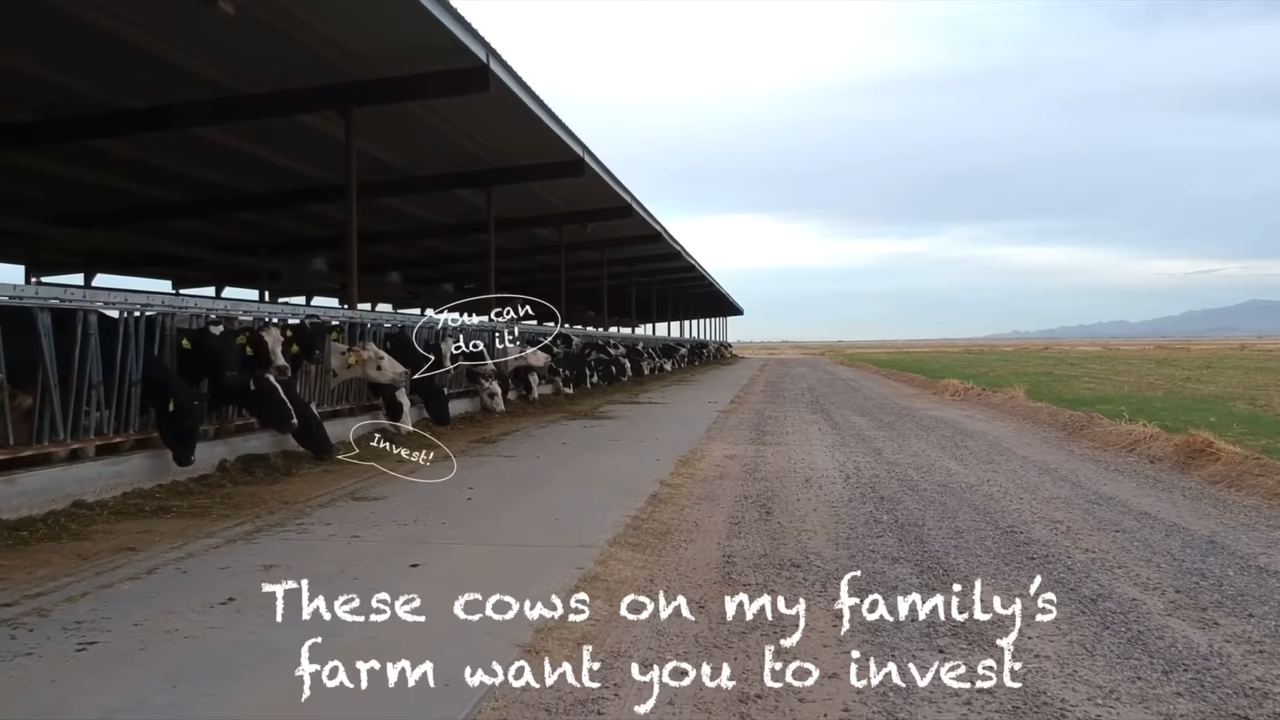 You can
do it!
Invest!
These cows on my family's
farm want you to invest